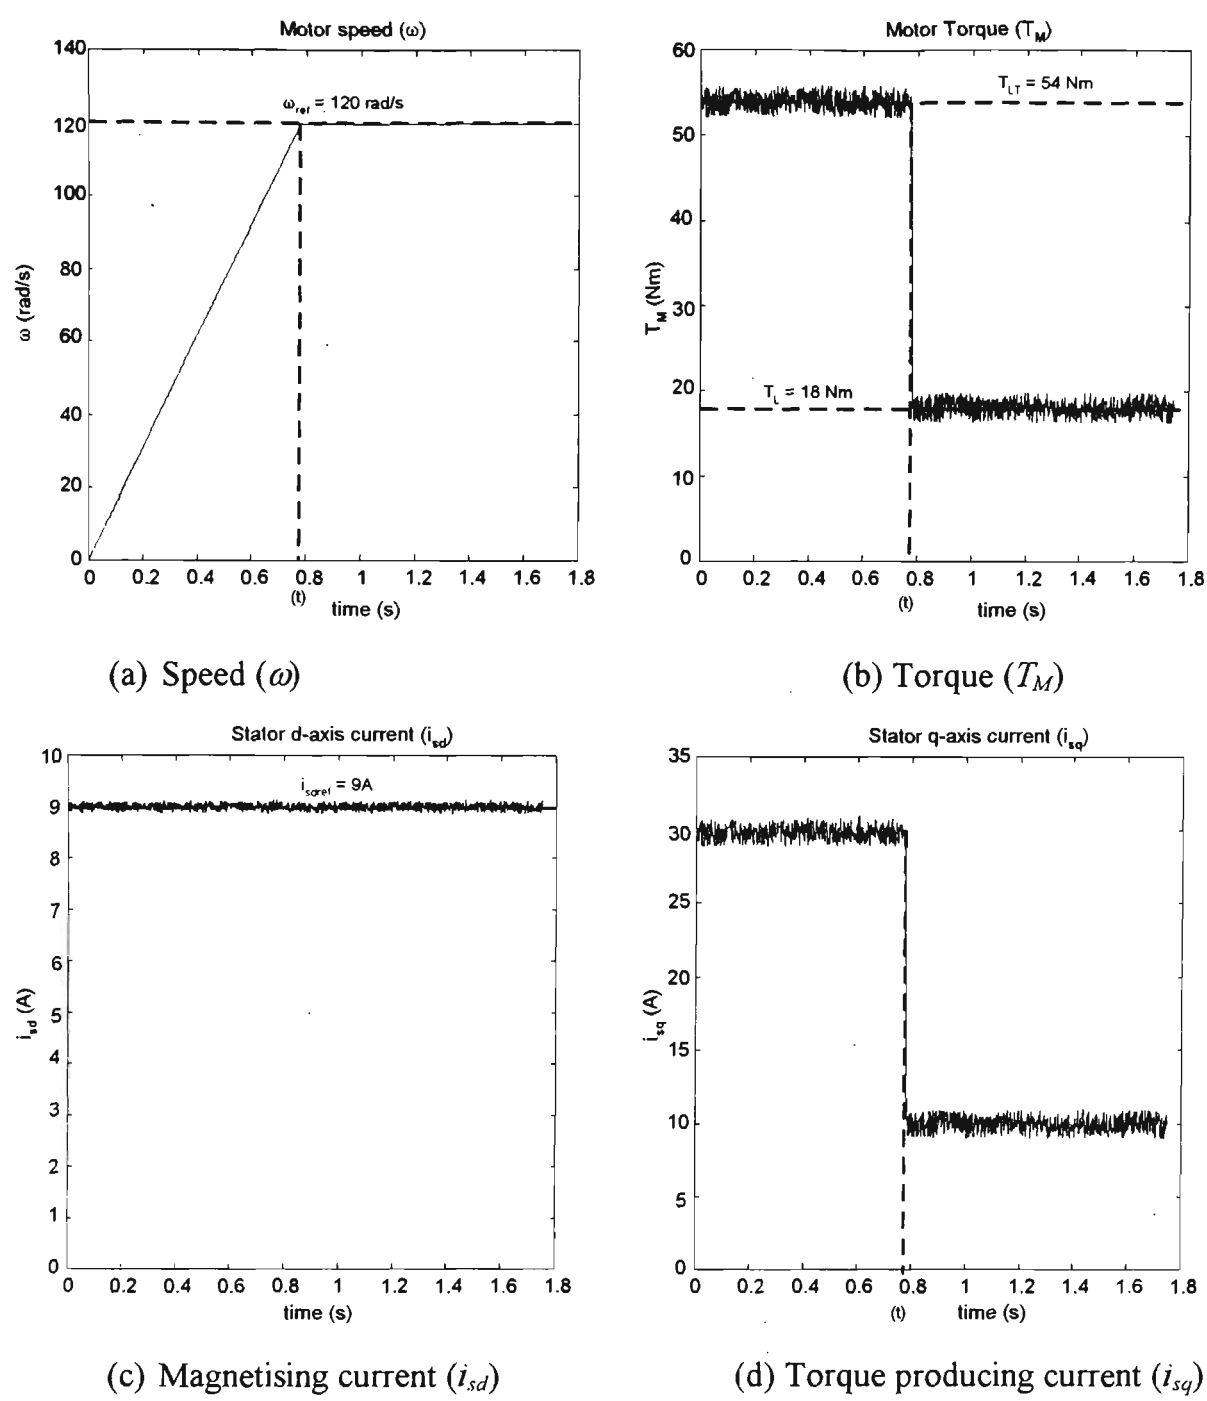 Motor speed (ω)
140
120
100
80
60
40
20
0
ω (rad/s)
ω_ref = 120 rad/s
0 0.2 0.4 0.6 0.8 1 1.2 1.4 1.6 1.8
(t)
time (s)
(a) Speed (ω)
Motor Torque (T_M)
60
50
40
30
20
10
0
T_M (Nm)
T_LT = 54 Nm
T_L = 18 Nm
0 0.2 0.4 0.6 0.8 1 1.2 1.4 1.6 1.8
(t)
time (s)
(b) Torque (T_M)
Stator d-axis current (i_sd)
10
9
8
7
6
5
4
3
2
1
0
i_sd (A)
i_sdref = 9A
0 0.2 0.4 0.6 0.8 1 1.2 1.4 1.6 1.8
time (s)
(c) Magnetising current (i_sd)
Stator q-axis current (i_sq)
35
30
25
20
15
10
5
0
i_sq (A)
0 0.2 0.4 0.6 0.8 1 1.2 1.4 1.6 1.8
(t)
time (s)
(d) Torque producing current (i_sq)